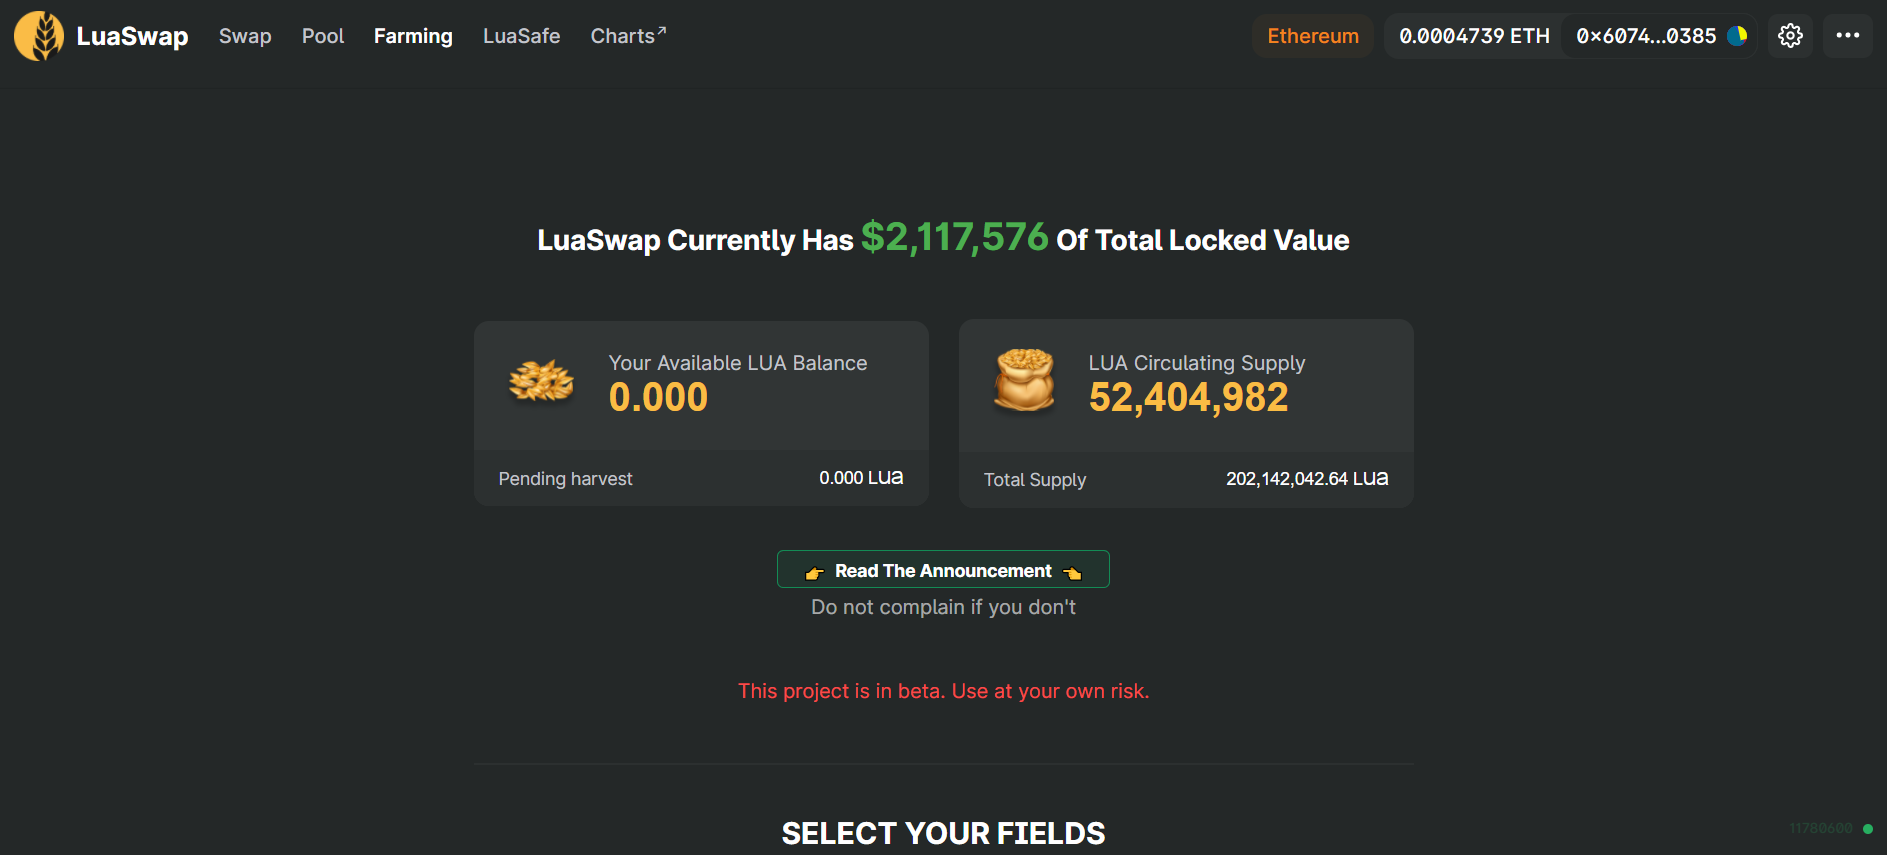 LuaSwap Swap Pool Farming LuaSafe Charts↗ Ethereum 0.0004739 ETH 0x6074...0385
LuaSwap Currently Has $2,117,576 Of Total Locked Value
Your Available LUA Balance
0.000
Pending harvest 0.000 LUa
LUA Circulating Supply
52,404,982
Total Supply 202,142,042.64 LUa
👉 Read The Announcement 👈
Do not complain if you don't
This project is in beta. Use at your own risk.
SELECT YOUR FIELDS
11780600